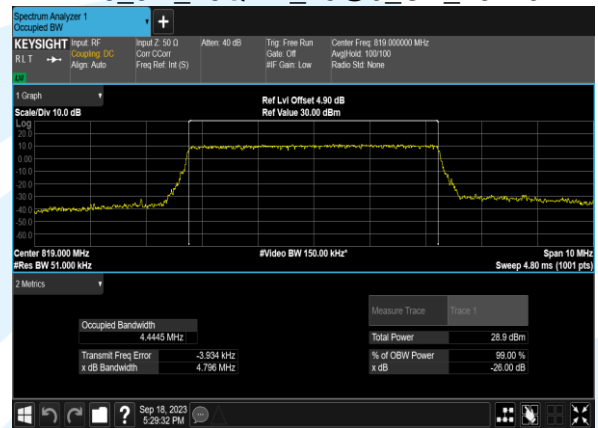 Spectrum Analyzer 1
Occupied BW
KEYSIGHT Input: RF Input Z: 50 Ω Atten: 40 dB Trig: Free Run Center Freq: 819.000000 MHz
Coupling: DC Corr CCorr Gate: Off Avg|Hold: 100/100
RLT Align: Auto Freq Ref: Int (S) #IF Gain: Low Radio Std: None
1 Graph
Ref Lvl Offset 4.90 dB
Scale/Div 10.0 dB Ref Value 30.00 dBm
Log
20.0
10.0
0.00
-10.0
-20.0
-30.0
-40.0
-50.0
-60.0
Center 819.000 MHz #Video BW 150.00 kHz* Span 10 MHz
#Res BW 51.000 kHz Sweep 4.80 ms (1001 pts)
2 Metrics
Measure Trace Trace 1
Occupied Bandwidth
4.4445 MHz
Total Power 28.9 dBm
Transmit Freq Error -3.934 kHz % of OBW Power 99.00 %
x dB Bandwidth 4.796 MHz x dB -26.00 dB
Sep 18, 2023
5:29:32 PM